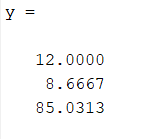 y =
12.0000
8.6667
85.0313